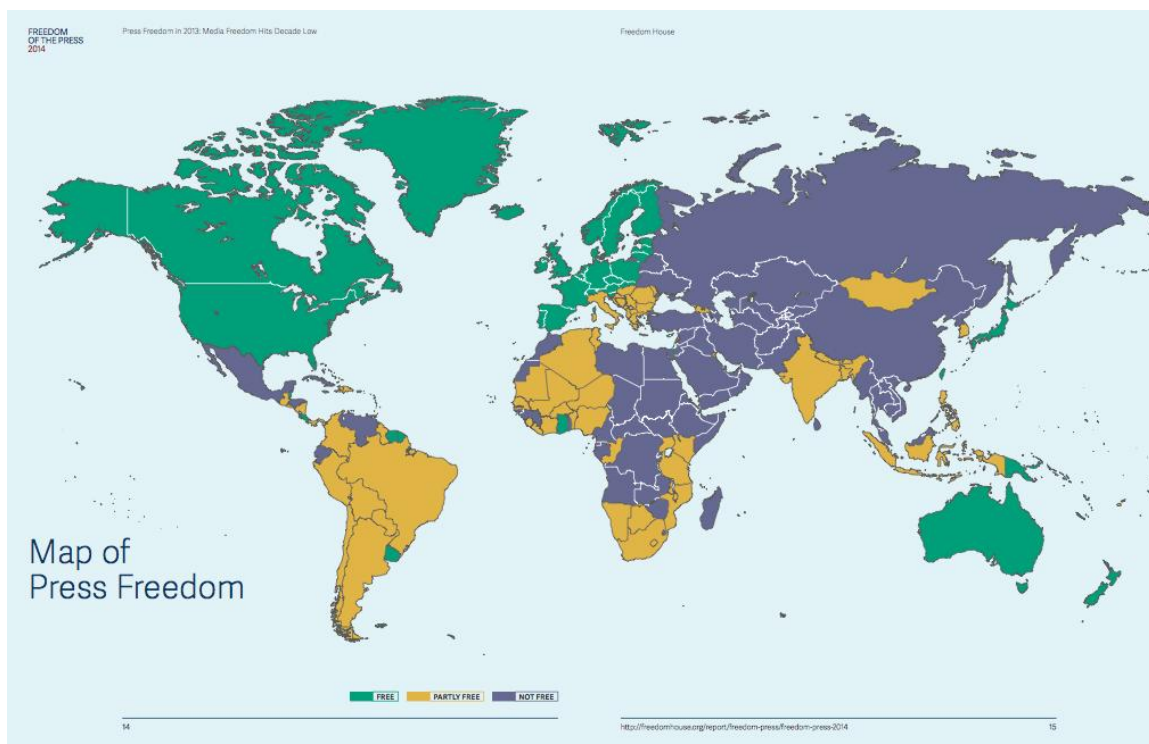 FREEDOM
OF THE PRESS
2014
Press Freedom in 2013: Media Freedom Hits Decade Low
Freedom House
Map of
Press Freedom
FREE
PARTLY FREE
NOT FREE
14
http://freedomhouse.org/report/freedom-press/freedom-press-2014
15